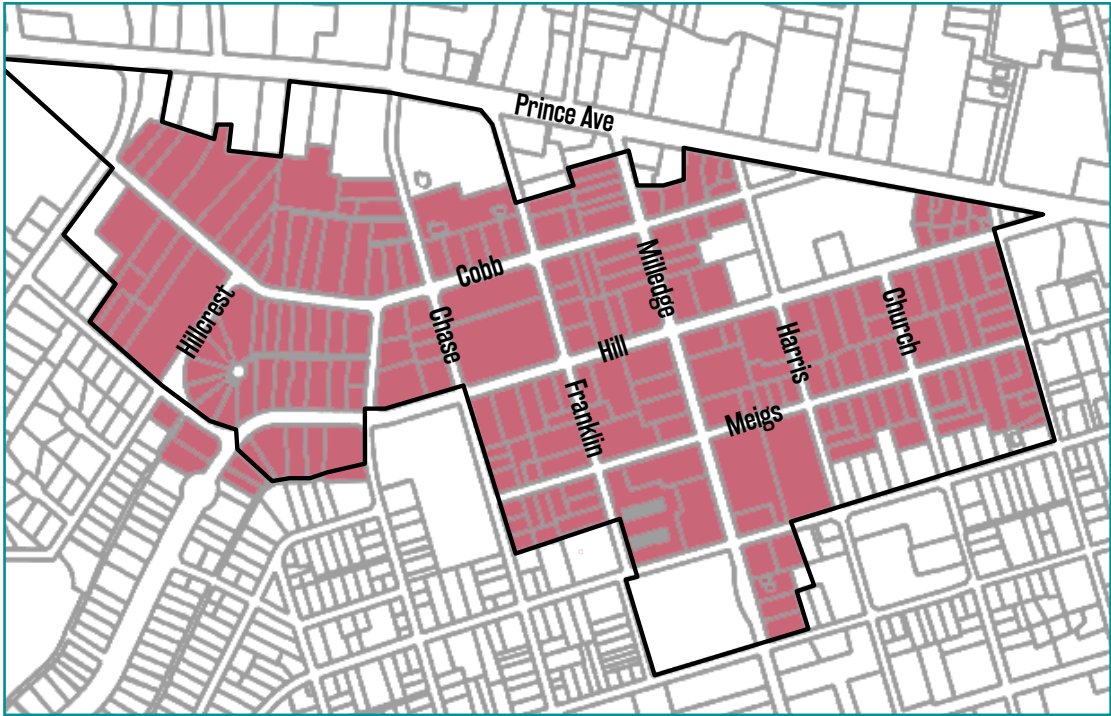 Prince Ave
Cobb
Milledge
Hillcrest
Chase
Church
Hill
Harris
Franklin
Meigs